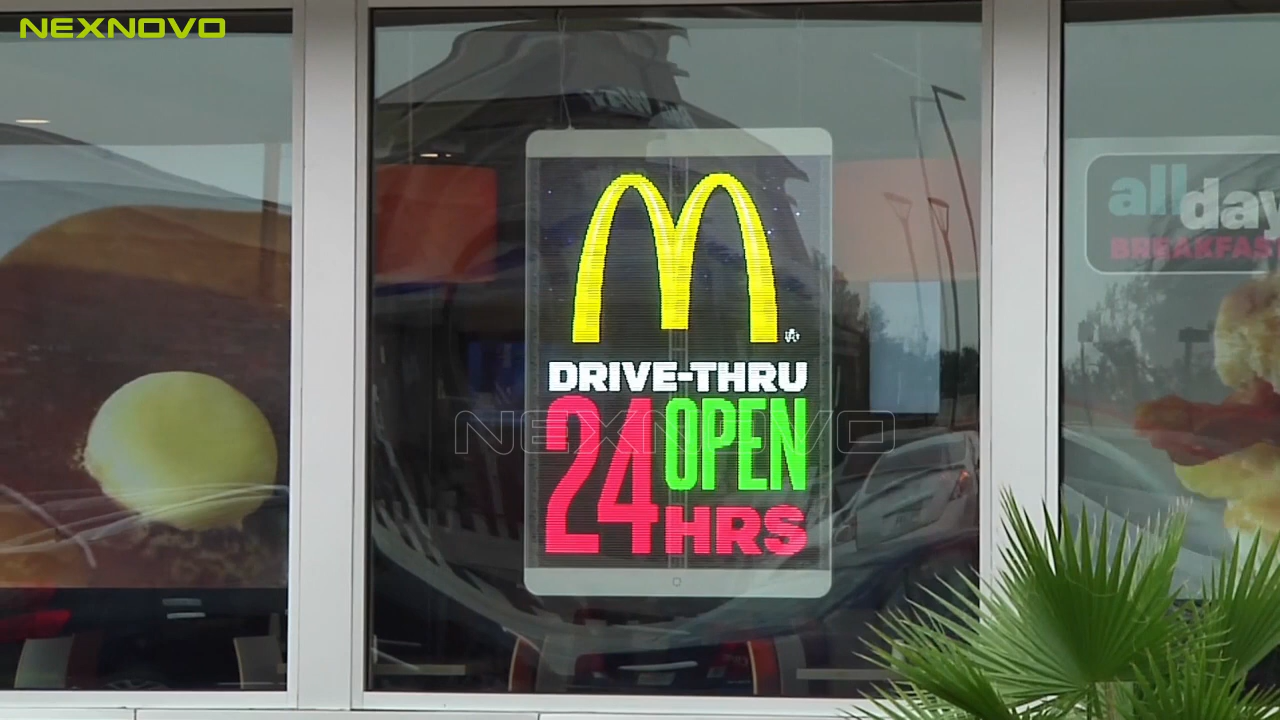 NEXNOVO
all day
BREAKFAS
DRIVE-THRU
24 OPEN
HRS
NEXNOVO